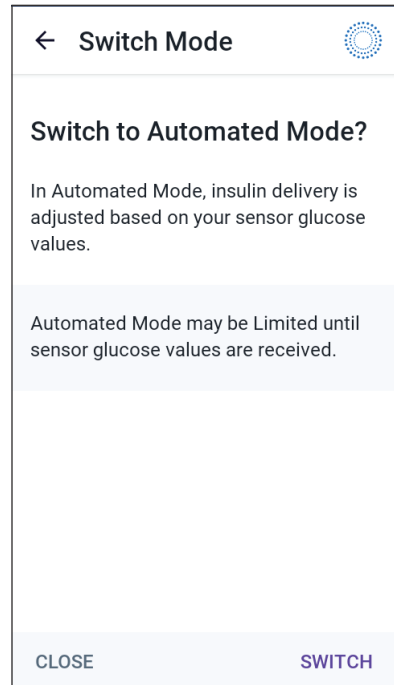 Switch Mode
Switch to Automated Mode?
In Automated Mode, insulin delivery is
adjusted based on your sensor glucose
values.
Automated Mode may be Limited until
sensor glucose values are received.
CLOSE
SWITCH